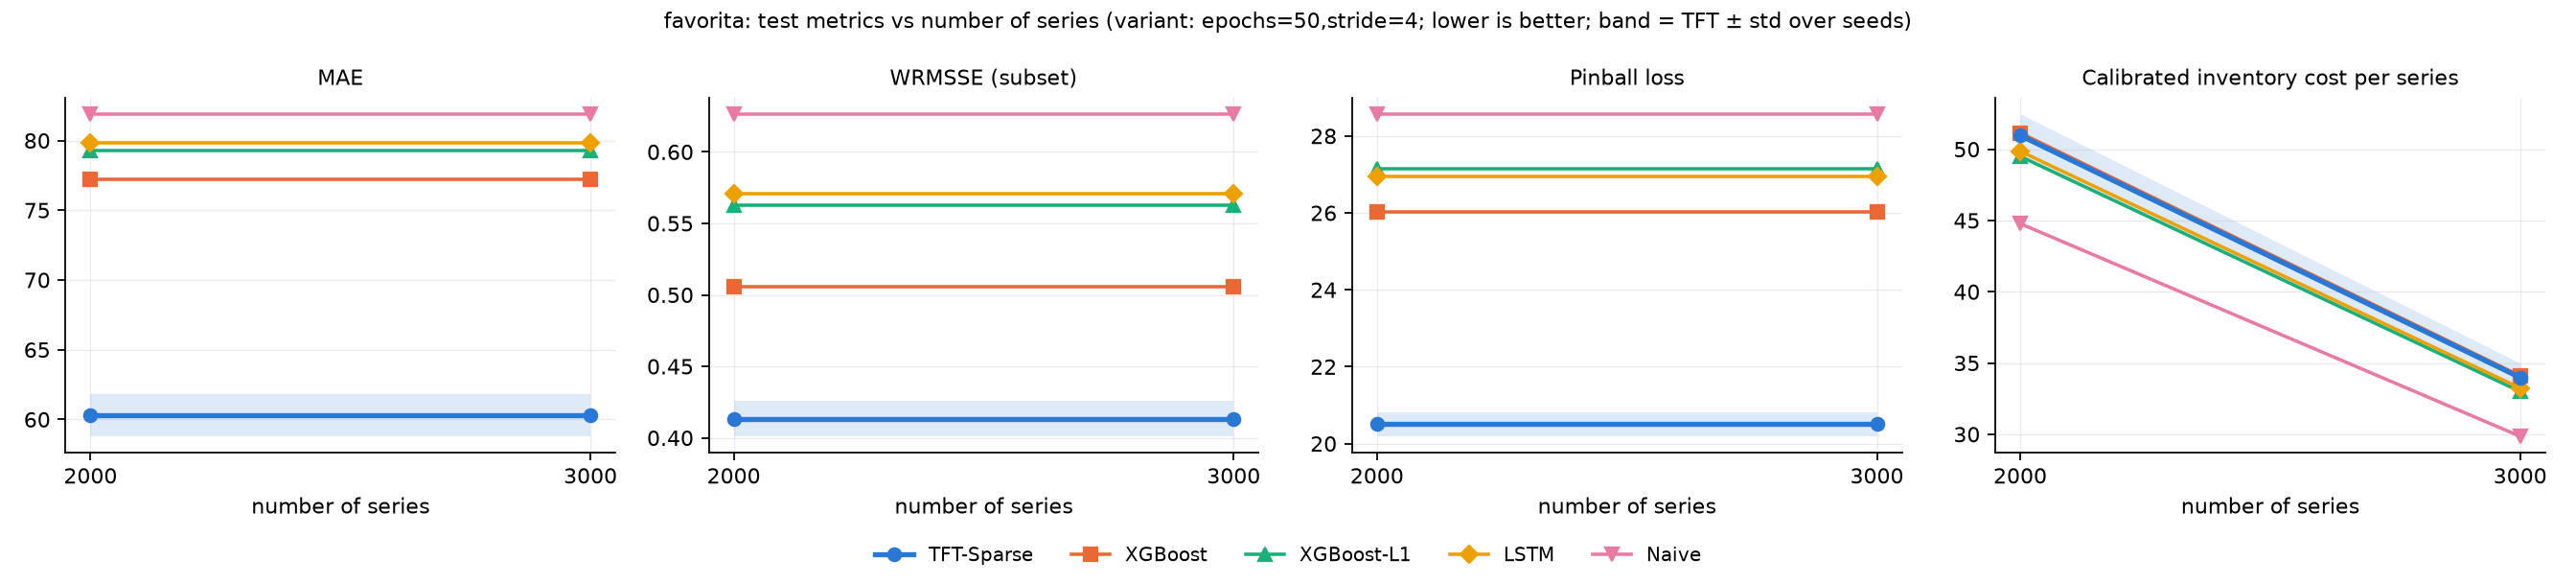 favorita: test metrics vs number of series (variant: epochs=50,stride=4; lower is better; band = TFT ± std over seeds)
MAE
80
75
70
65
60
2000
3000
number of series
WRMSSE (subset)
0.60
0.55
0.50
0.45
0.40
2000
3000
number of series
Pinball loss
28
26
24
22
20
2000
3000
number of series
Calibrated inventory cost per series
50
45
40
35
30
2000
3000
number of series
TFT-Sparse
XGBoost
XGBoost-L1
LSTM
Naive